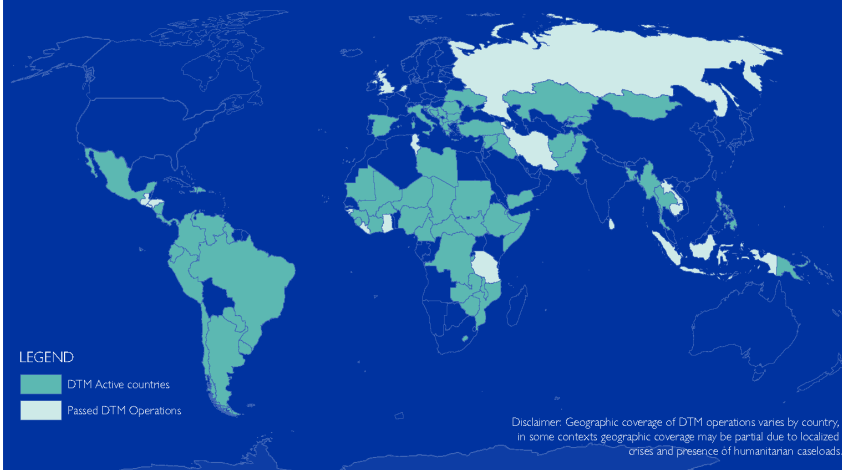 LEGEND
DTM Active countries
Passed DTM Operations
Disclaimer: Geographic coverage of DTM operations varies by country,
in some contexts geographic coverage may be partial due to localized
crises and presence of humanitarian caseloads.